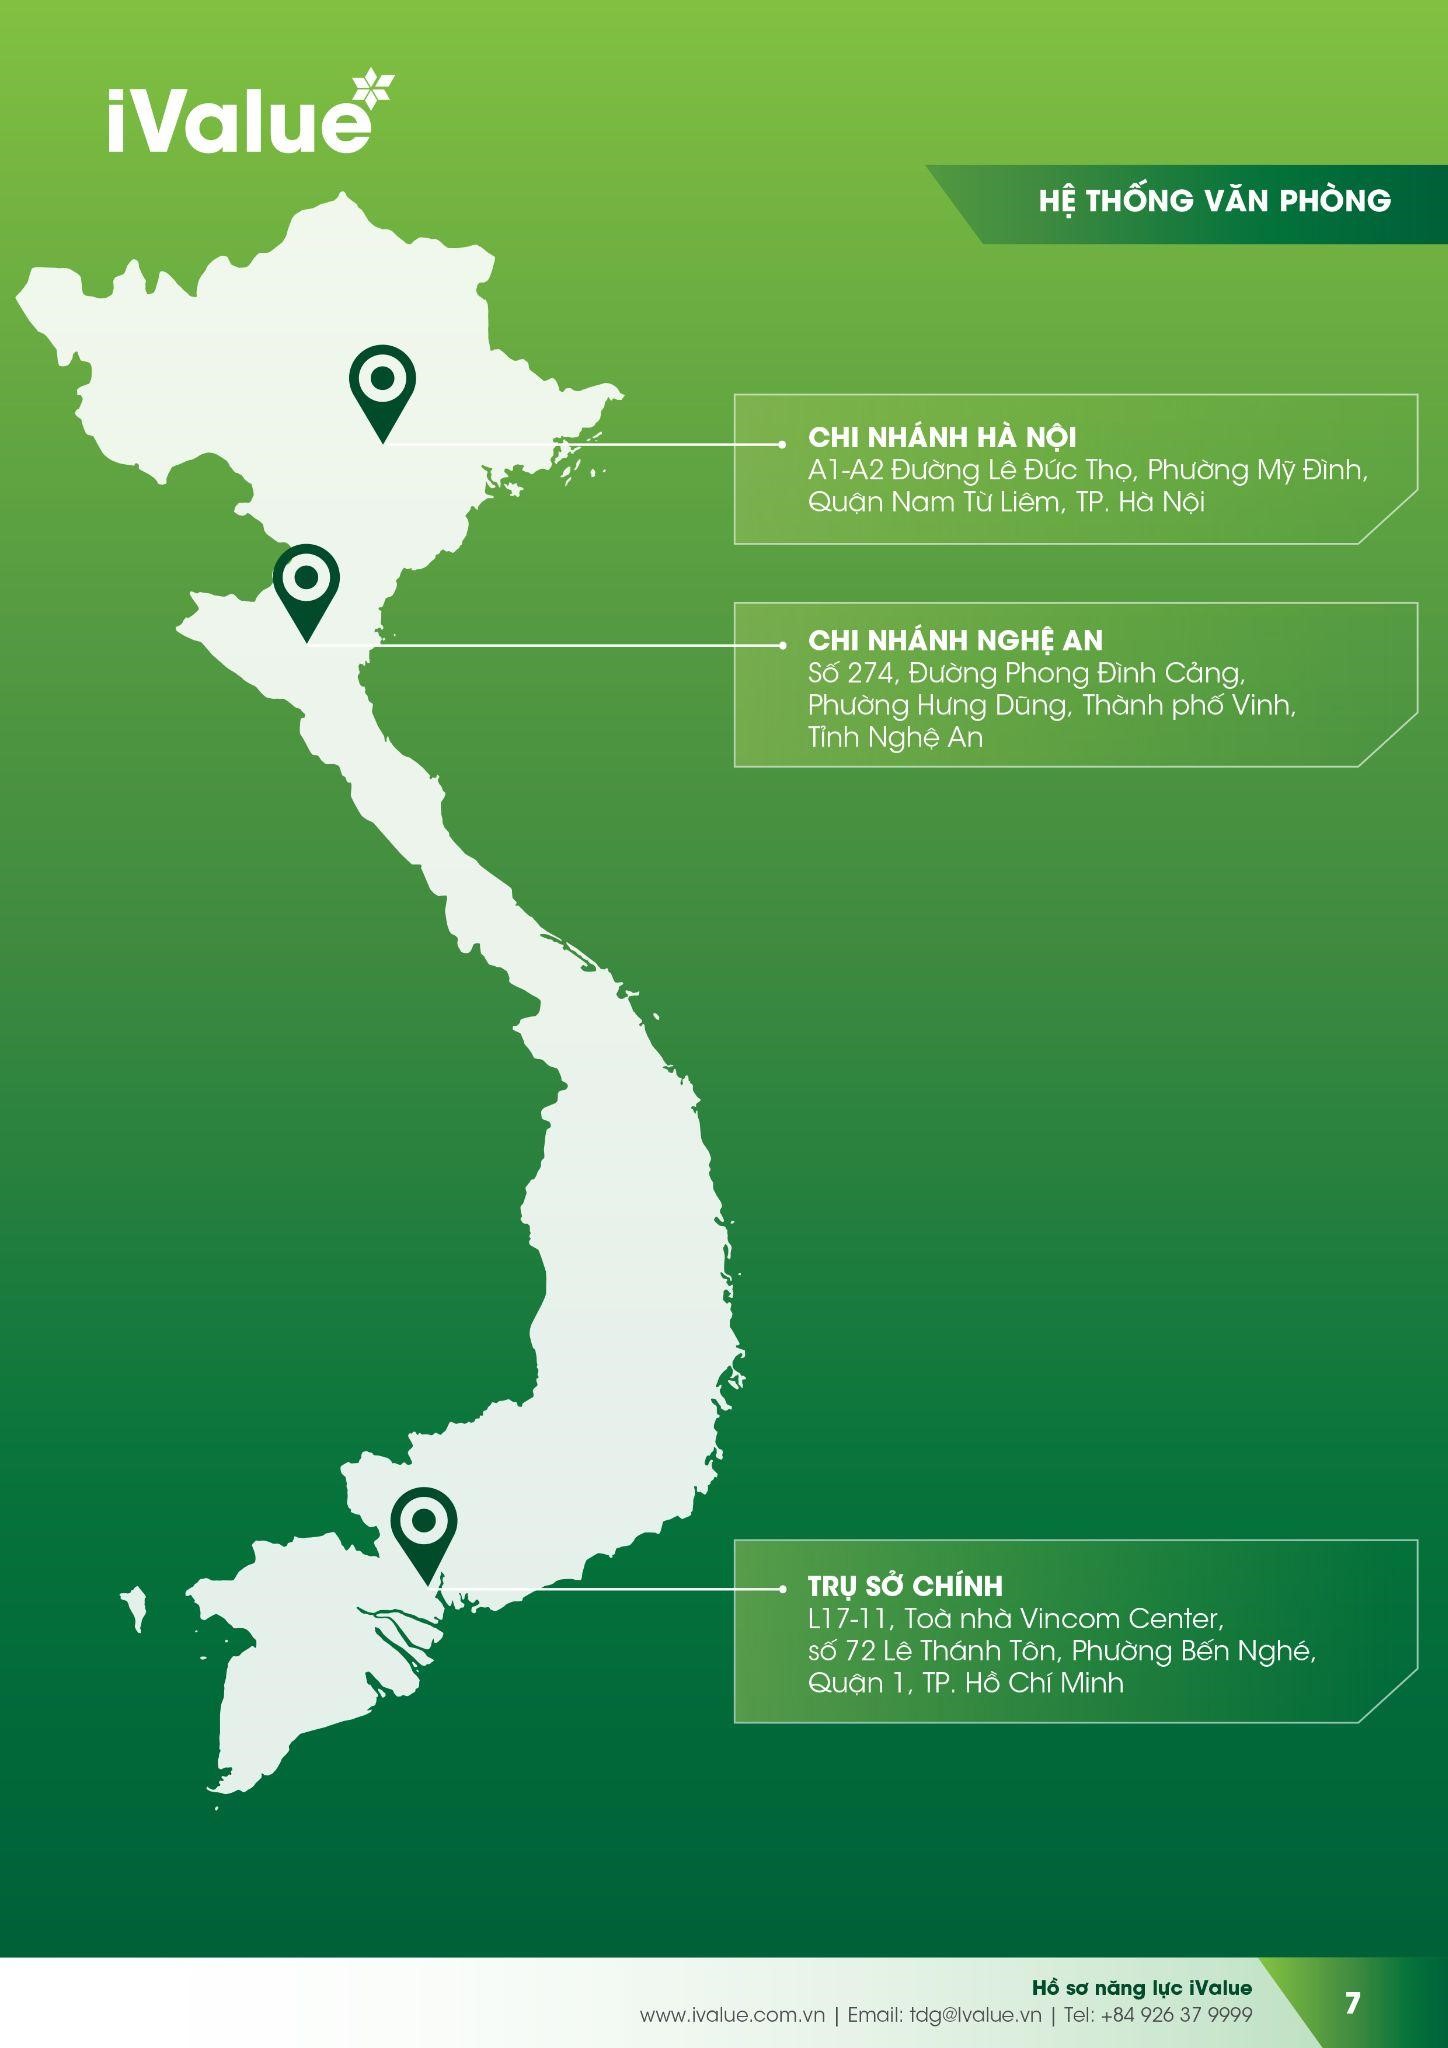 iValue
HỆ THỐNG VĂN PHÒNG
CHI NHÁNH HÀ NỘI
A1-A2 Đường Lê Đức Thọ, Phường Mỹ Đình,
Quận Nam Từ Liêm, TP. Hà Nội
CHI NHÁNH NGHỆ AN
Số 274, Đường Phong Đình Cảng,
Phường Hưng Dũng, Thành phố Vinh,
Tỉnh Nghệ An
TRỤ SỞ CHÍNH
L17-11, Toà nhà Vincom Center,
số 72 Lê Thánh Tôn, Phường Bến Nghé,
Quận 1, TP. Hồ Chí Minh
Hồ sơ năng lực iValue
www.ivalue.com.vn | Email: tdg@lvalue.vn | Tel: +84 926 37 9999
7